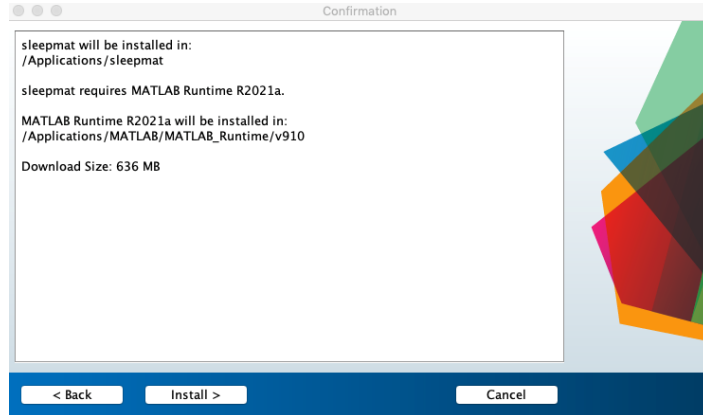 Confirmation
sleepmat will be installed in:
/Applications/sleepmat
sleepmat requires MATLAB Runtime R2021a.
MATLAB Runtime R2021a will be installed in:
/Applications/MATLAB/MATLAB_Runtime/v910
Download Size: 636 MB
< Back
Install >
Cancel